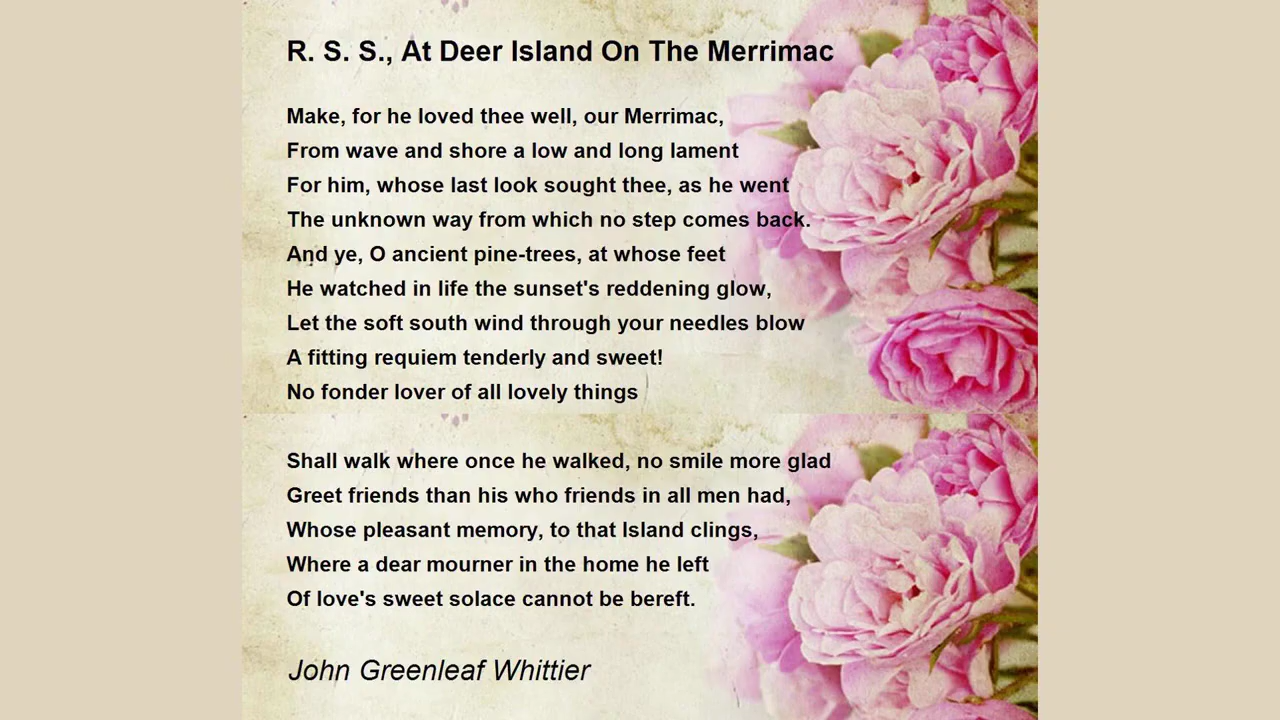 R. S. S., At Deer Island On The Merrimac
Make, for he loved thee well, our Merrimac,
From wave and shore a low and long lament
For him, whose last look sought thee, as he went
The unknown way from which no step comes back.
And ye, O ancient pine-trees, at whose feet
He watched in life the sunset's reddening glow,
Let the soft south wind through your needles blow
A fitting requiem tenderly and sweet!
No fonder lover of all lovely things
Shall walk where once he walked, no smile more glad
Greet friends than his who friends in all men had,
Whose pleasant memory, to that Island clings,
Where a dear mourner in the home he left
Of love's sweet solace cannot be bereft.
John Greenleaf Whittier